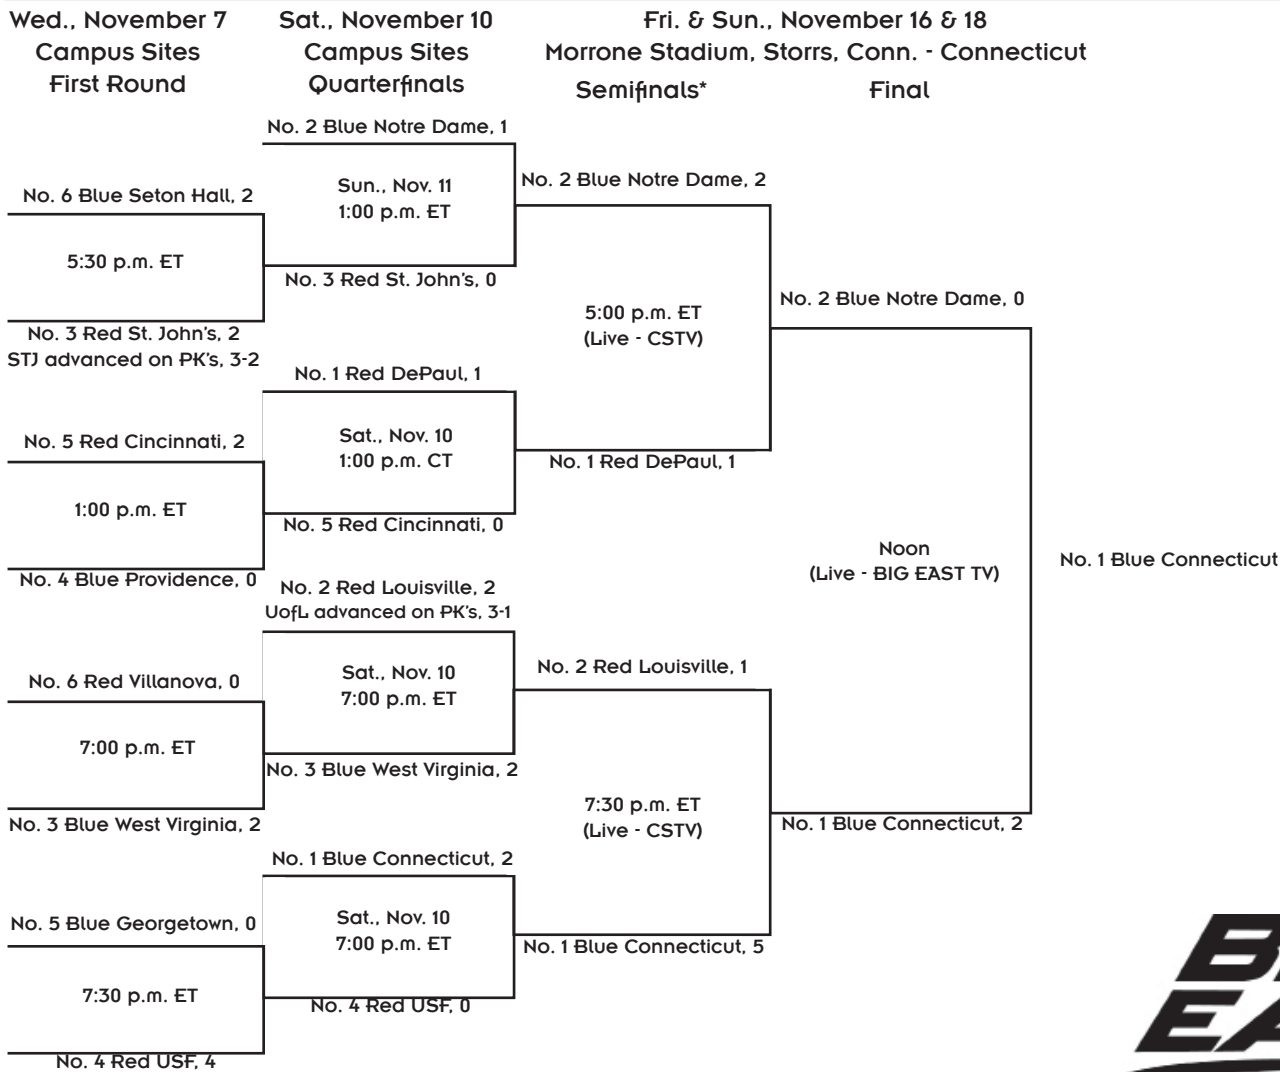 Wed., November 7
Campus Sites
First Round
Sat., November 10
Campus Sites
Quarterfinals
Fri. & Sun., November 16 & 18
Morrone Stadium, Storrs, Conn. - Connecticut
Semifinals*
Final
No. 6 Blue Seton Hall, 2
5:30 p.m. ET
No. 3 Red St. John's, 2
STJ advanced on PK's, 3-2
No. 5 Red Cincinnati, 2
1:00 p.m. ET
No. 4 Blue Providence, 0
No. 6 Red Villanova, 0
7:00 p.m. ET
No. 3 Blue West Virginia, 2
No. 5 Blue Georgetown, 0
7:30 p.m. ET
No. 4 Red USF, 4
No. 2 Blue Notre Dame, 1
Sun., Nov. 11
1:00 p.m. ET
No. 3 Red St. John's, 0
No. 1 Red DePaul, 1
Sat., Nov. 10
1:00 p.m. CT
No. 5 Red Cincinnati, 0
No. 2 Red Louisville, 2
UofL advanced on PK's, 3-1
Sat., Nov. 10
7:00 p.m. ET
No. 3 Blue West Virginia, 2
No. 1 Blue Connecticut, 2
Sat., Nov. 10
7:00 p.m. ET
No. 4 Red USF, 0
No. 2 Blue Notre Dame, 2
5:00 p.m. ET
(Live - CSTV)
No. 1 Red DePaul, 1
No. 2 Red Louisville, 1
7:30 p.m. ET
(Live - CSTV)
No. 1 Blue Connecticut, 5
No. 2 Blue Notre Dame, 0
Noon
(Live - BIG EAST TV)
No. 1 Blue Connecticut, 2
No. 1 Blue Connecticut